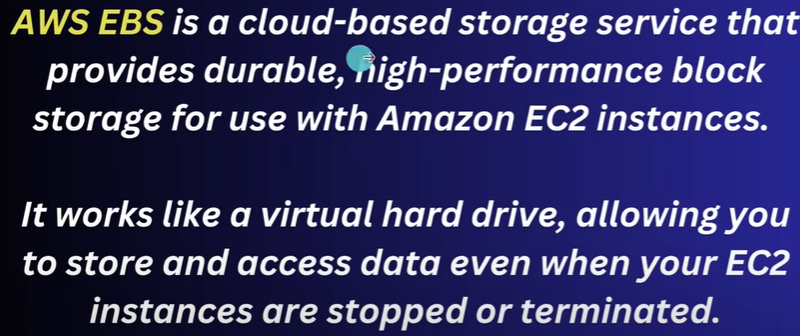 AWS EBS is a cloud-based storage service that
provides durable, high-performance block
storage for use with Amazon EC2 instances.
It works like a virtual hard drive, allowing you
to store and access data even when your EC2
instances are stopped or terminated.